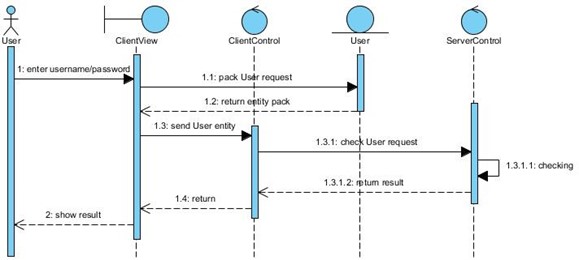 User
ClientView
ClientControl
User
ServerControl
1: enter username/password
1.1: pack User request
1.2: return entity pack
1.3: send User entity
1.3.1: check User request
1.3.1.1: checking
1.3.1.2: return result
1.4: return
2: show result